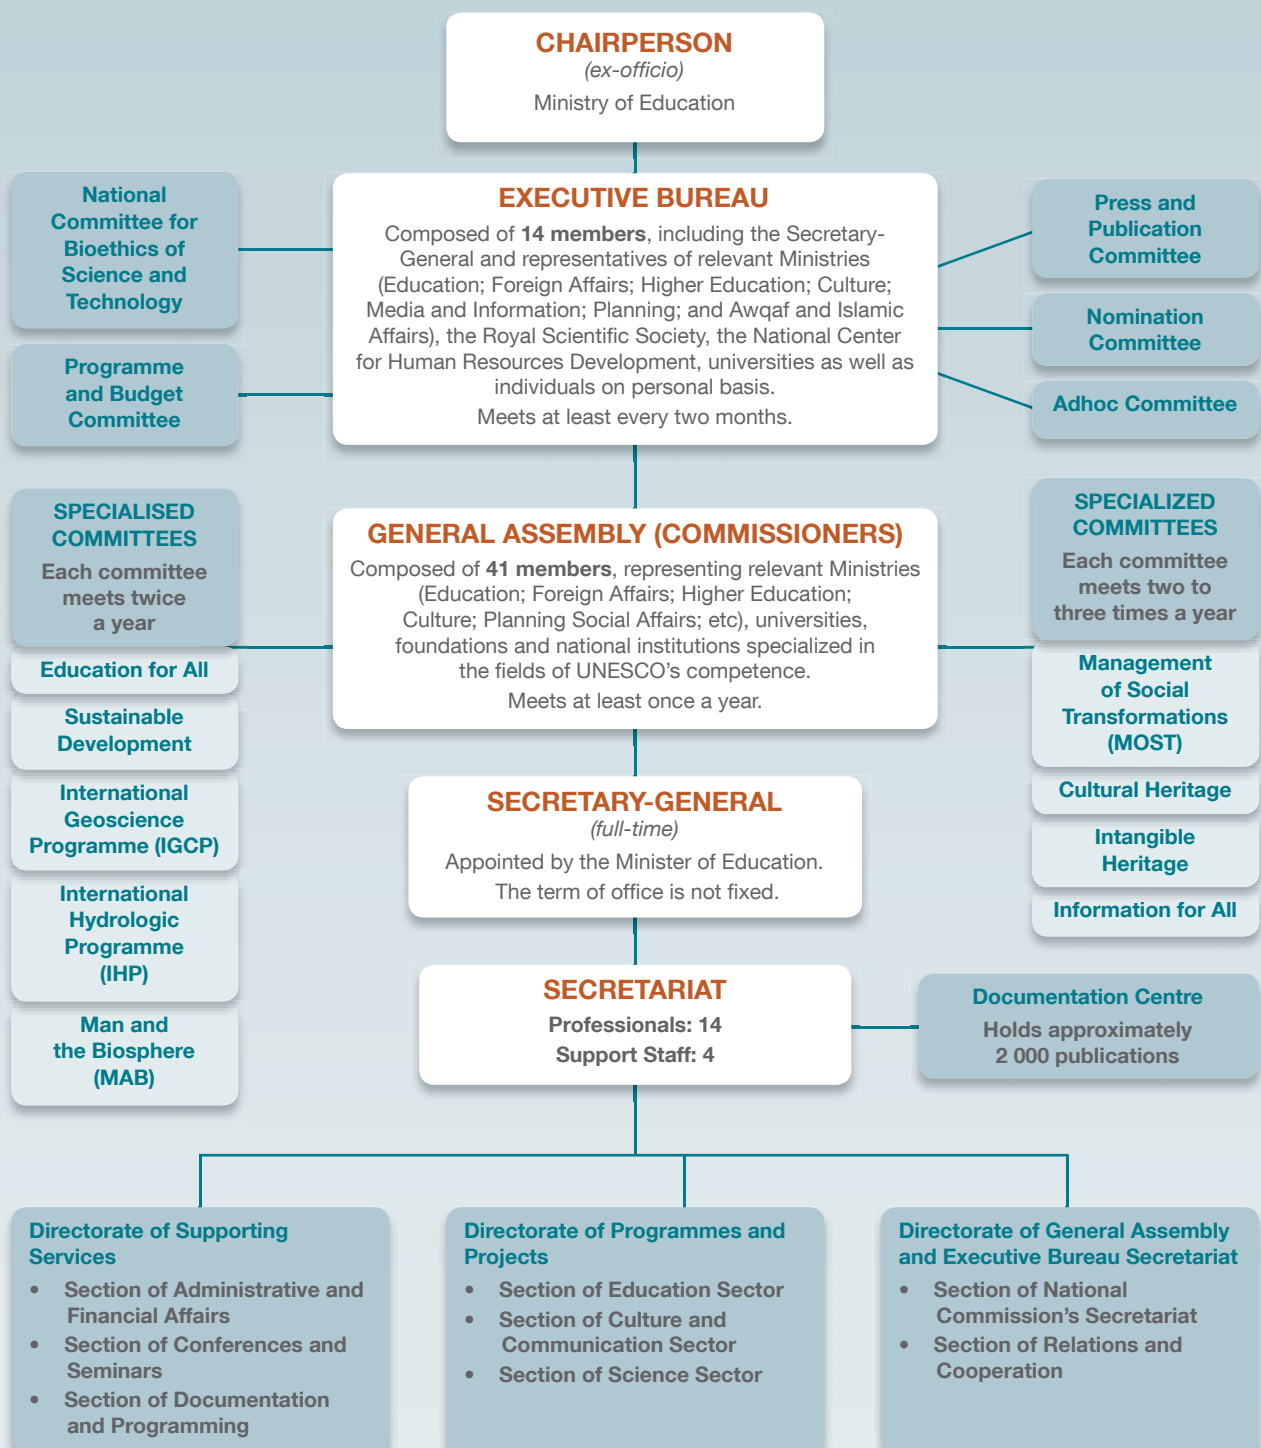 CHAIRPERSON
(ex-officio)
Ministry of Education
National
Committee for
Bioethics of
Science and
Technology
Programme
and Budget
Committee
EXECUTIVE BUREAU
Composed of 14 members, including the Secretary-
General and representatives of relevant Ministries
(Education; Foreign Affairs; Higher Education; Culture;
Media and Information; Planning; and Awqaf and Islamic
Affairs), the Royal Scientific Society, the National Center
for Human Resources Development, universities as well as
individuals on personal basis.
Meets at least every two months.
Press and
Publication
Committee
Nomination
Committee
Adhoc Committee
SPECIALISED
COMMITTEES
Each committee
meets twice
a year
Education for All
Sustainable
Development
International
Geoscience
Programme (IGCP)
International
Hydrologic
Programme
(IHP)
Man and
the Biosphere
(MAB)
GENERAL ASSEMBLY (COMMISSIONERS)
Composed of 41 members, representing relevant Ministries
(Education; Foreign Affairs; Higher Education;
Culture; Planning Social Affairs; etc), universities,
foundations and national institutions specialized in
the fields of UNESCO's competence.
Meets at least once a year.
SPECIALIZED
COMMITTEES
Each committee
meets two to
three times a year
Management
of Social
Transformations
(MOST)
Cultural Heritage
Intangible
Heritage
Information for All
SECRETARY-GENERAL
(full-time)
Appointed by the Minister of Education.
The term of office is not fixed.
SECRETARIAT
Professionals: 14
Support Staff: 4
Documentation Centre
Holds approximately
2 000 publications
Directorate of Supporting
Services
• Section of Administrative and
Financial Affairs
• Section of Conferences and
Seminars
• Section of Documentation
and Programming
Directorate of Programmes and
Projects
• Section of Education Sector
• Section of Culture and
Communication Sector
• Section of Science Sector
Directorate of General Assembly
and Executive Bureau Secretariat
• Section of National
Commission's Secretariat
• Section of Relations and
Cooperation